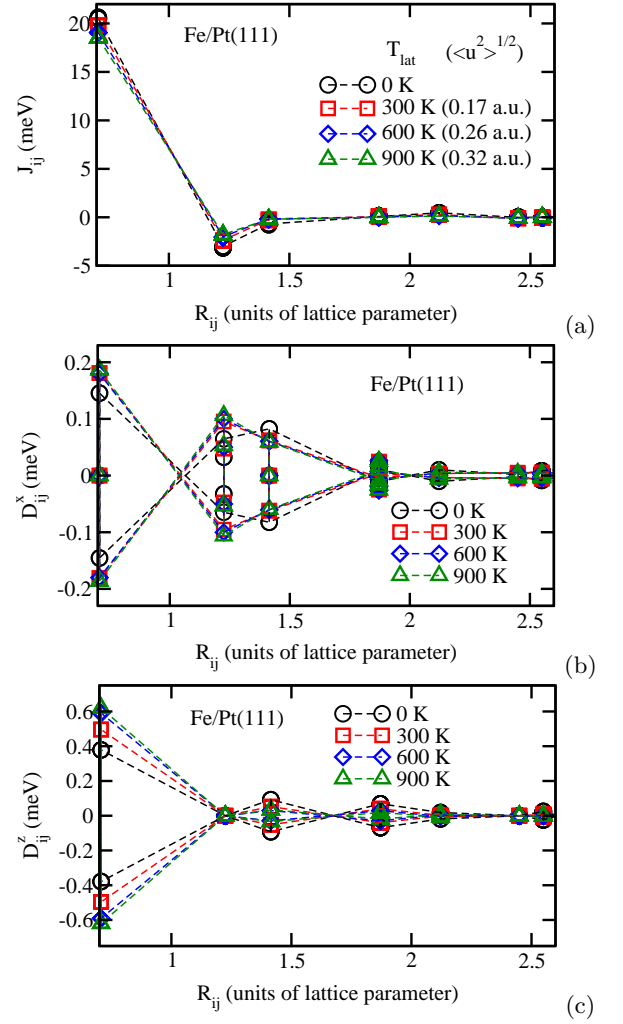 Fe/Pt(111)
T_lat (<u^2>^1/2)
0 K
300 K (0.17 a.u.)
600 K (0.26 a.u.)
900 K (0.32 a.u.)
J_ij (meV)
20
15
10
5
0
-5
1 1.5 2 2.5
R_ij (units of lattice parameter)
(a)
Fe/Pt(111)
0 K
300 K
600 K
900 K
D_ij^x (meV)
0.2
0.1
0
-0.1
-0.2
1 1.5 2 2.5
R_ij (units of lattice parameter)
(b)
Fe/Pt(111)
0 K
300 K
600 K
900 K
D_ij^z (meV)
0.6
0.4
0.2
0
-0.2
-0.4
-0.6
1 1.5 2 2.5
R_ij (units of lattice parameter)
(c)